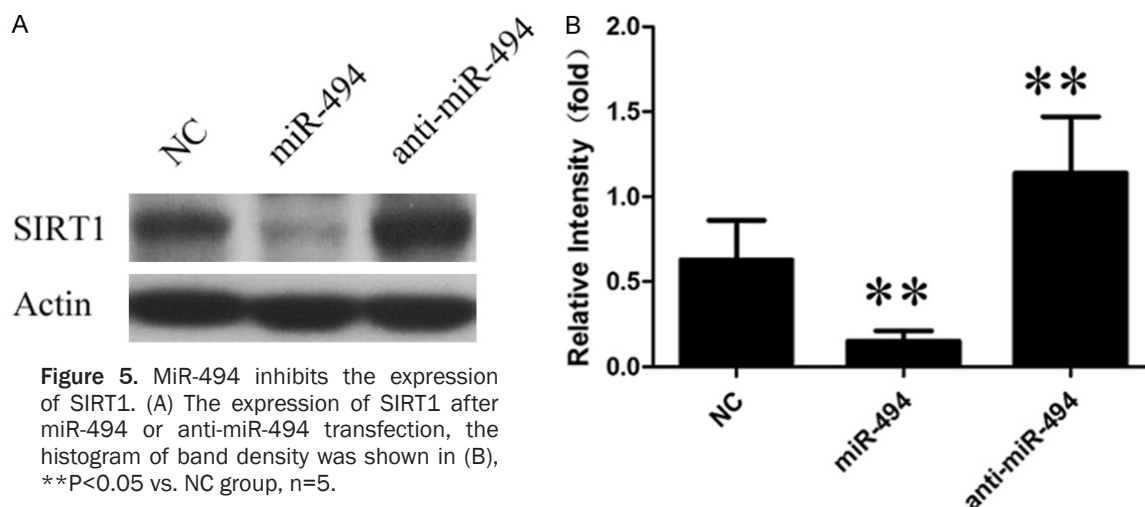 A
NC
miR-494
anti-miR-494
SIRT1
Actin
Figure 5. MiR-494 inhibits the expression
of SIRT1. (A) The expression of SIRT1 after
miR-494 or anti-miR-494 transfection, the
histogram of band density was shown in (B),
**P<0.05 vs. NC group, n=5.
B
Relative Intensity (fold)
2.0
1.5
1.0
0.5
0.0
**
**
NC
miR-494
anti-miR-494